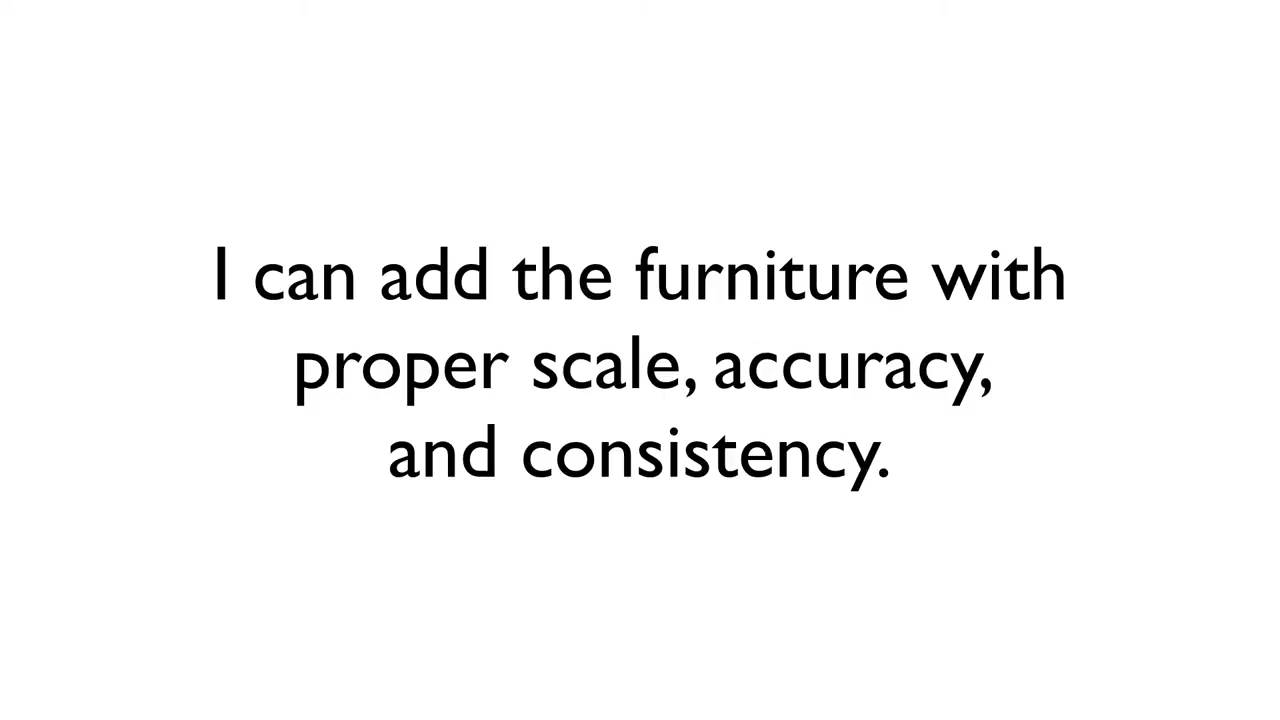 I can add the furniture with
proper scale, accuracy,
and consistency.